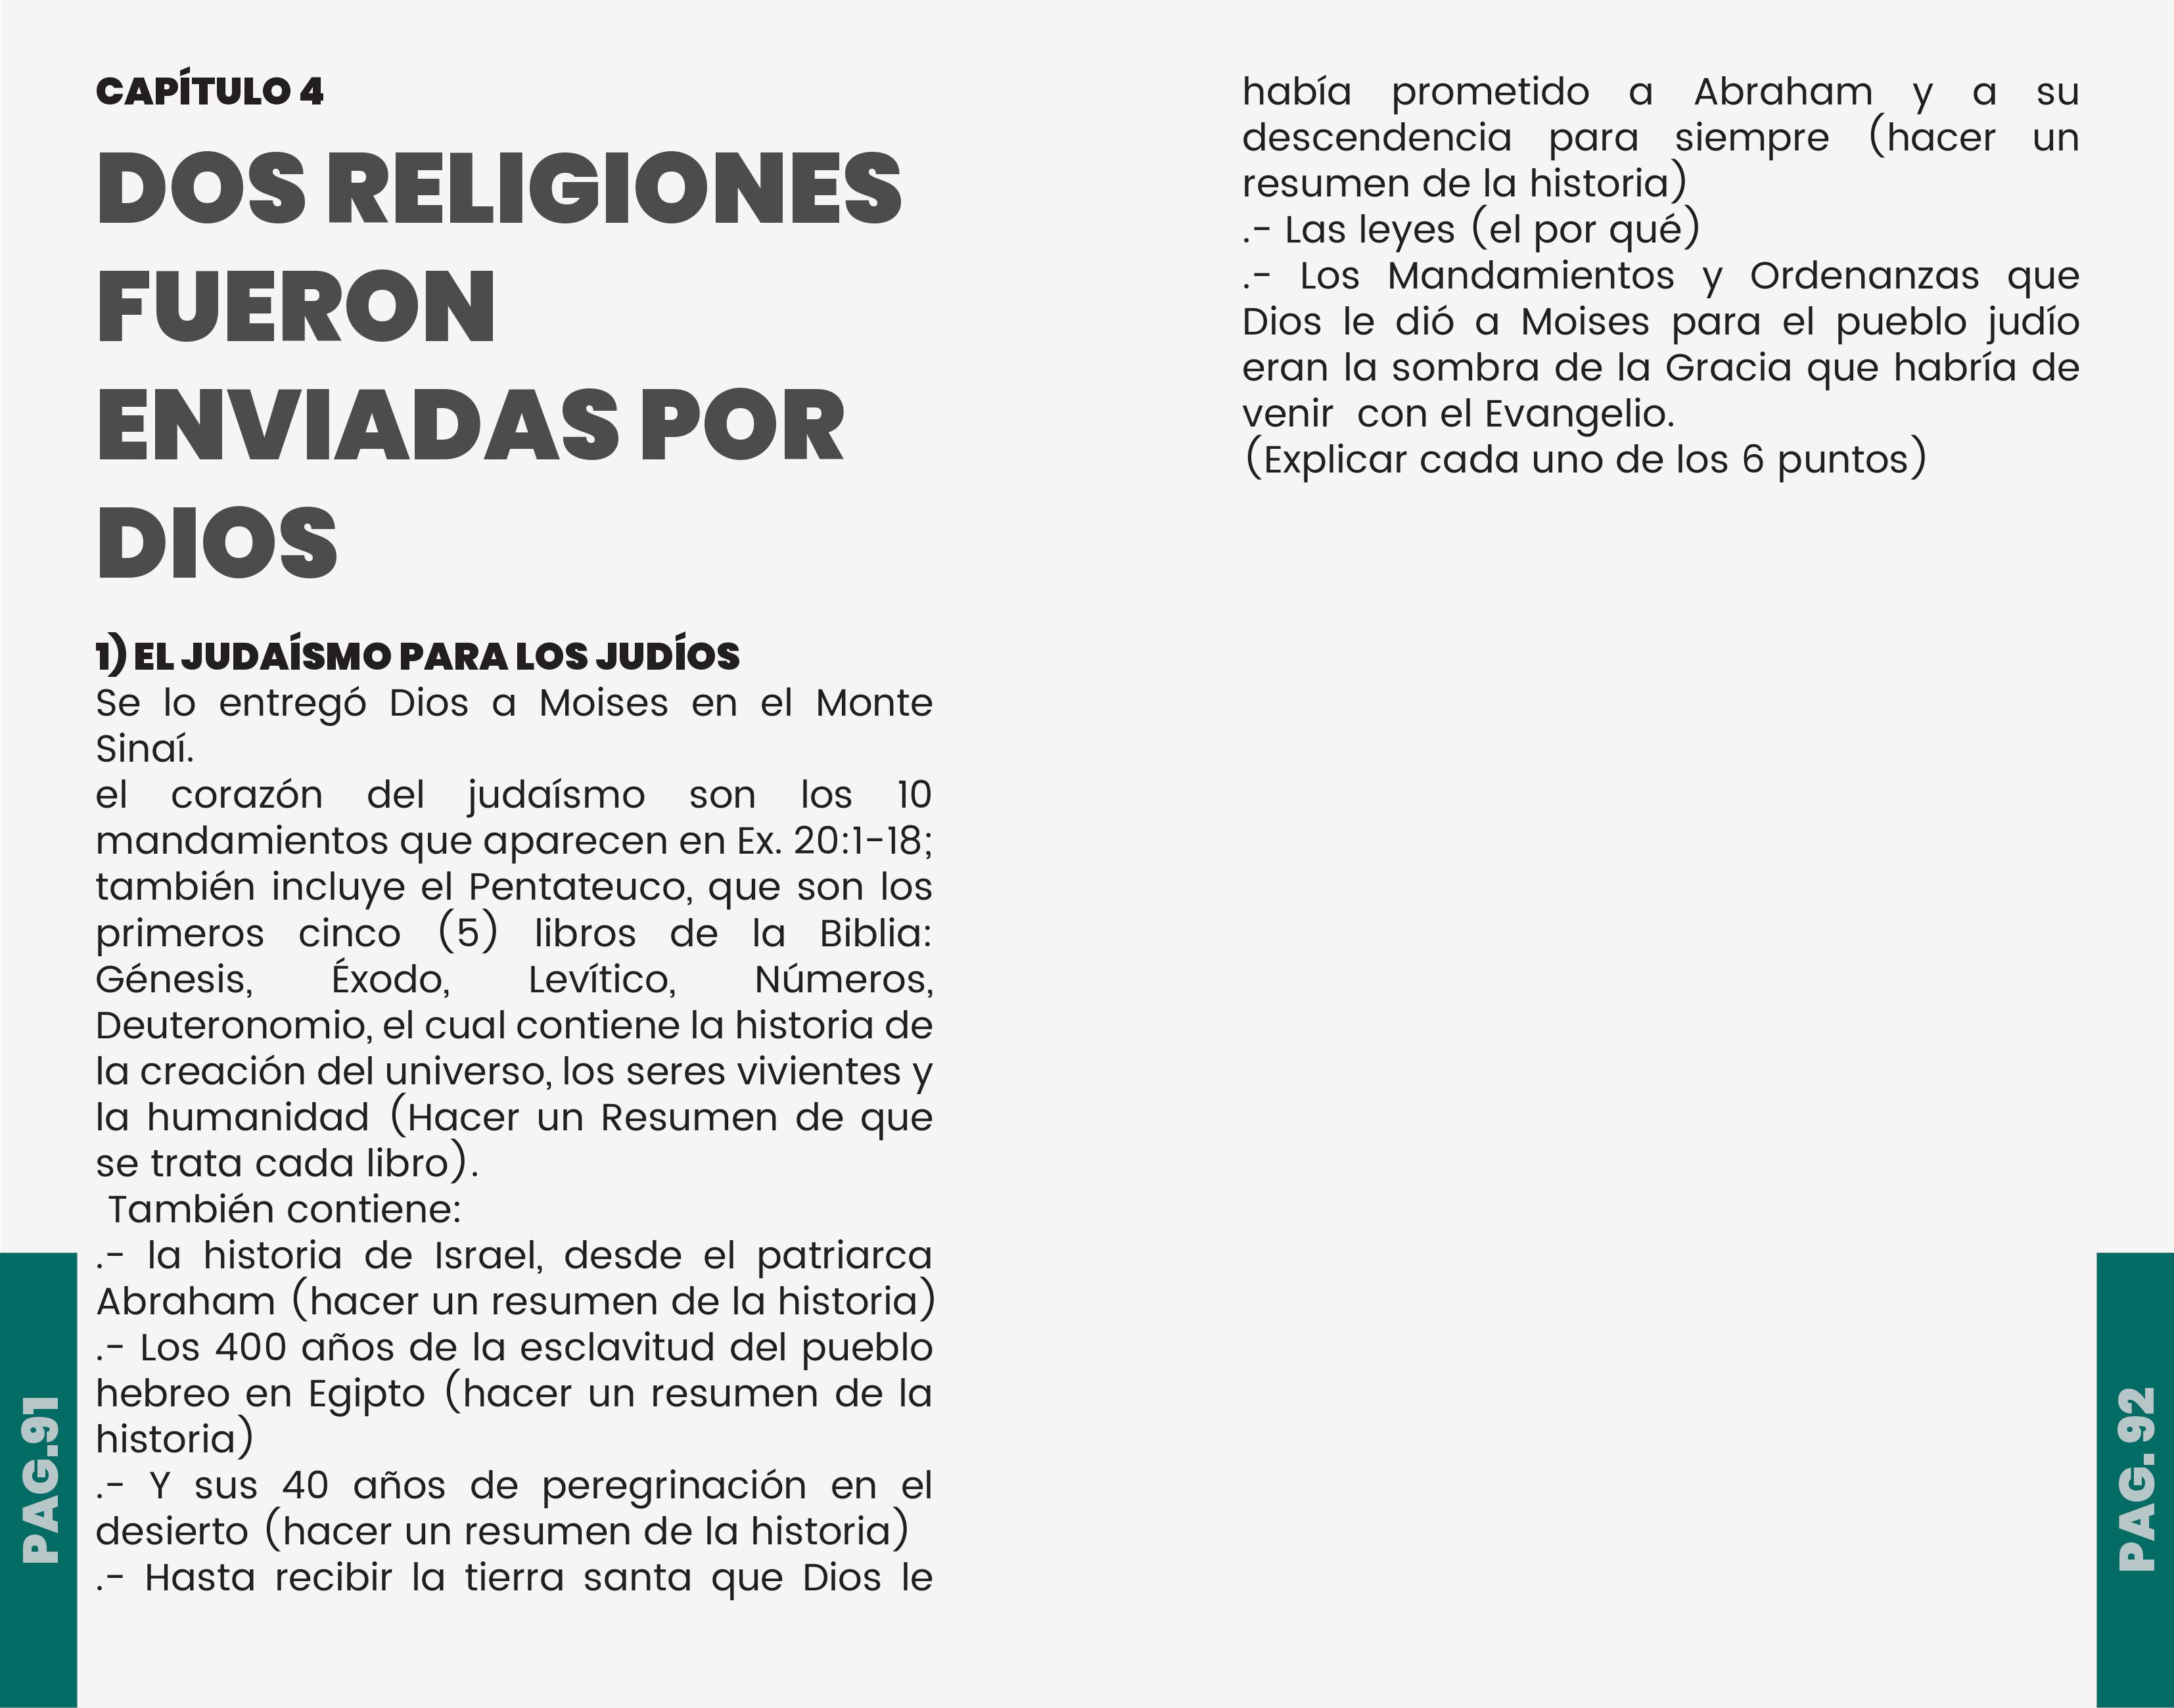 CAPÍTULO 4
DOS RELIGIONES
FUERON
ENVIADAS POR
DIOS
1) EL JUDAÍSMO PARA LOS JUDÍOS
Se lo entregó Dios a Moises en el Monte
Sinaí.
el corazón del judaísmo son los 10
mandamientos que aparecen en Ex. 20:1-18;
también incluye el Pentateuco, que son los
primeros cinco (5) libros de la Biblia:
Génesis, Éxodo, Levítico, Números,
Deuteronomio, el cual contiene la historia de
la creación del universo, los seres vivientes y
la humanidad (Hacer un Resumen de que
se trata cada libro).
También contiene:
.- la historia de Israel, desde el patriarca
Abraham (hacer un resumen de la historia)
.- Los 400 años de la esclavitud del pueblo
hebreo en Egipto (hacer un resumen de la
historia)
.- Y sus 40 años de peregrinación en el
desierto (hacer un resumen de la historia)
.- Hasta recibir la tierra santa que Dios le
PAG.91
había prometido a Abraham y a su
descendencia para siempre (hacer un
resumen de la historia)
.- Las leyes (el por qué)
.- Los Mandamientos y Ordenanzas que
Dios le dió a Moises para el pueblo judío
eran la sombra de la Gracia que habría de
venir con el Evangelio.
(Explicar cada uno de los 6 puntos)
PAG. 92